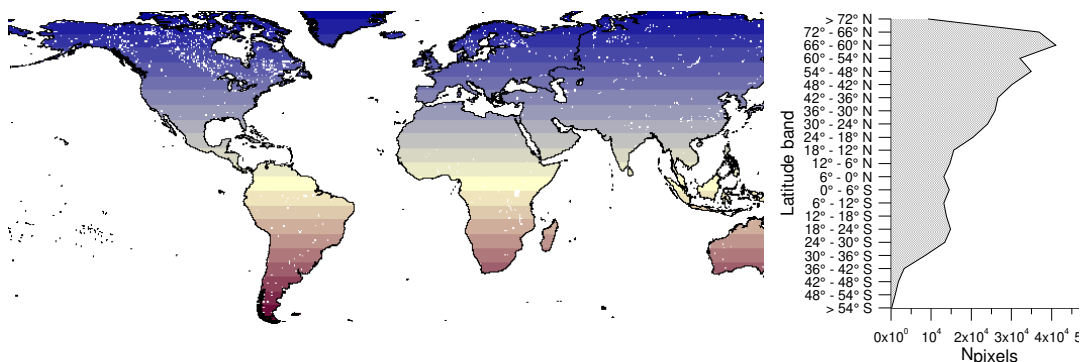 > 72° N
72° - 66° N
66° - 60° N
60° - 54° N
54° - 48° N
48° - 42° N
42° - 36° N
36° - 30° N
30° - 24° N
24° - 18° N
18° - 12° N
12° - 6° N
6° - 0° N
0° - 6° S
6° - 12° S
12° - 18° S
18° - 24° S
24° - 30° S
30° - 36° S
36° - 42° S
42° - 48° S
48° - 54° S
> 54° S
Latitude band
0x10⁰ 10⁴ 2x10⁴ 3x10⁴ 4x10⁴ 5
Npixels